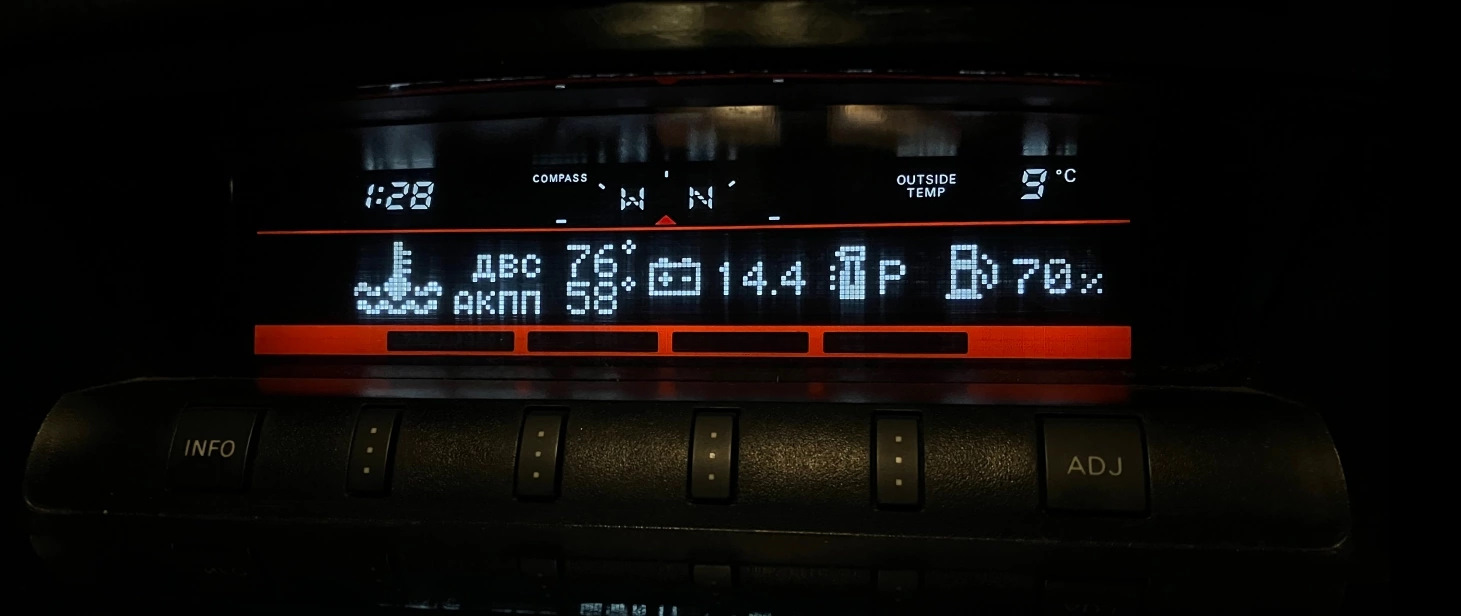 1:28 COMPASS W N OUTSIDE TEMP 9 °C
ДВС 76° 14.4 P 70%
АКПП 58°
INFO ADJ